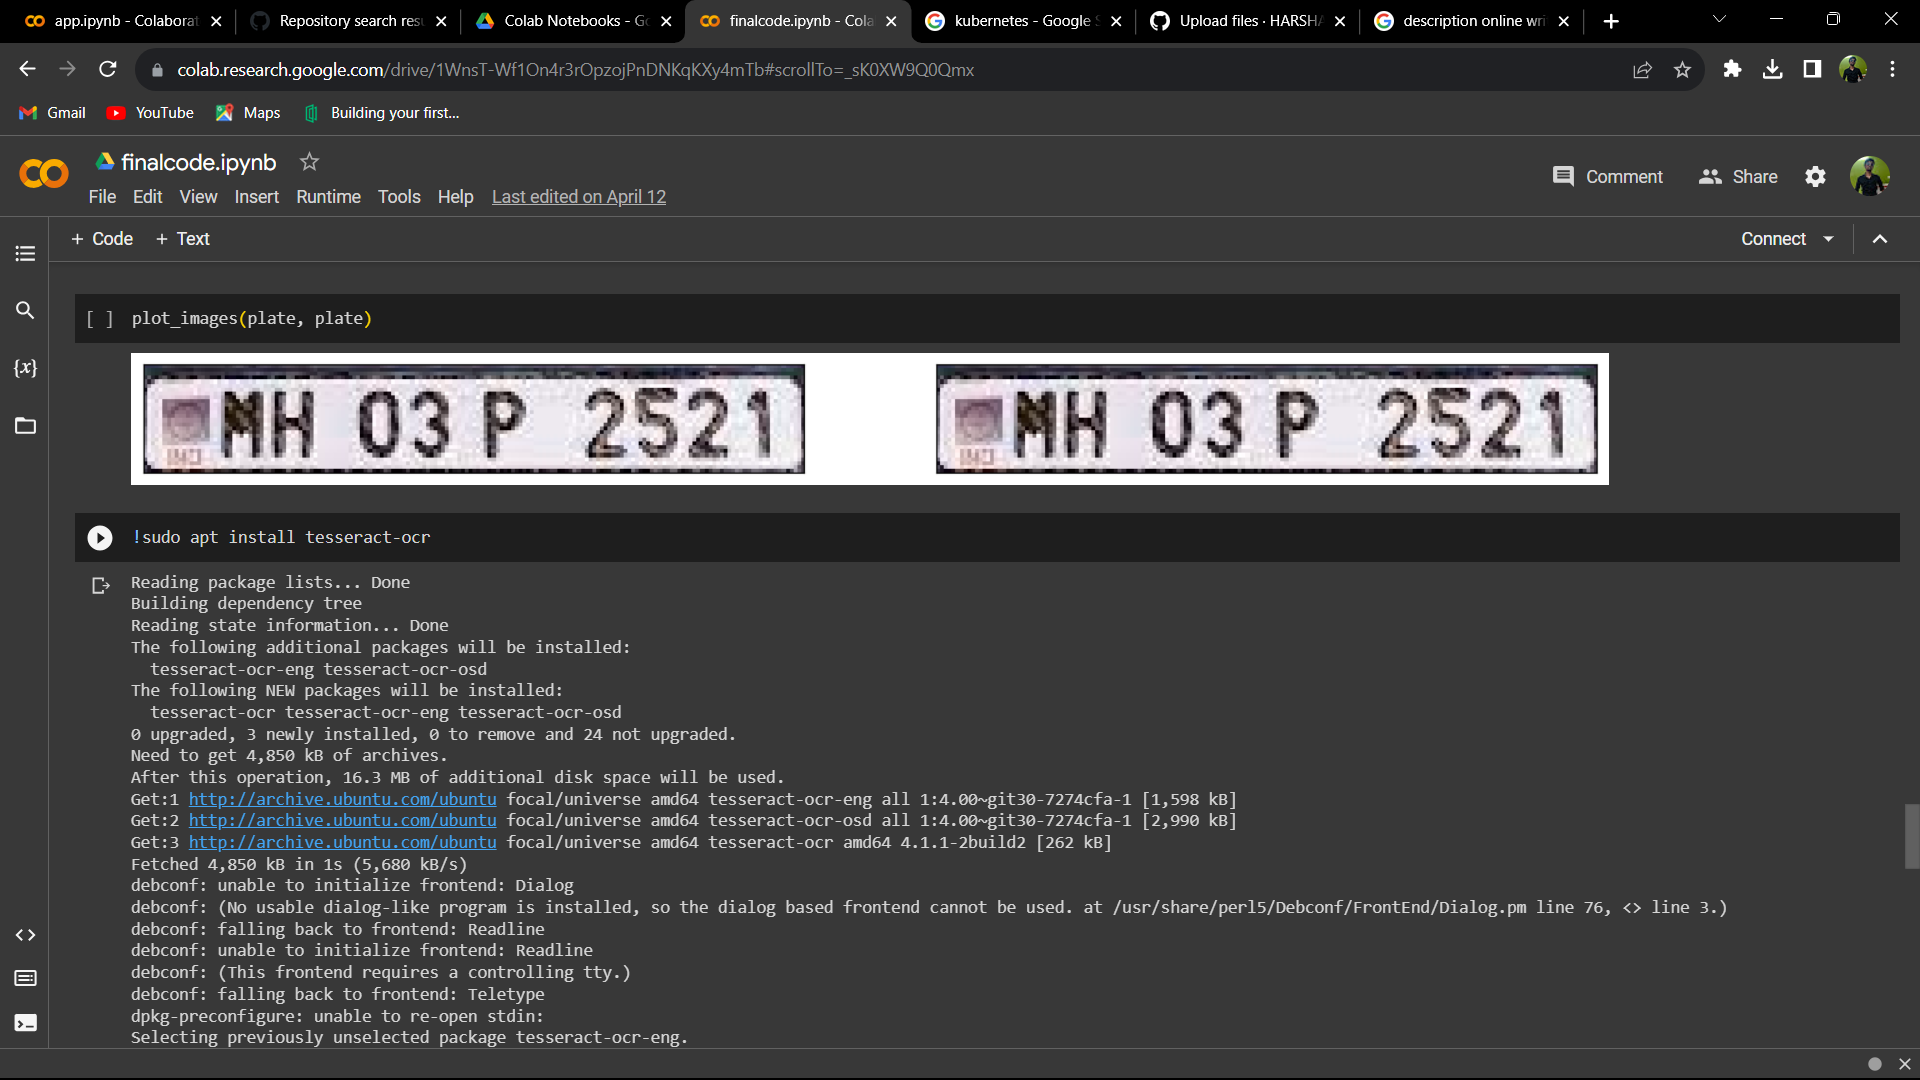 app.ipynb - Colaborat
Repository search resu
Colab Notebooks - Go
finalcode.ipynb - Cola
kubernetes - Google S
Upload files · HARSHA
description online wri
colab.research.google.com/drive/1WnsT-Wf1On4r3rOpzojPnDNKqKXy4mTb#scrollTo=_sK0XW9Q0Qmx
Gmail
YouTube
Maps
Building your first...
finalcode.ipynb
Comment
Share
File Edit View Insert Runtime Tools Help Last edited on April 12
+ Code + Text
Connect
{x}
[ ] plot_images(plate, plate)
MH 03 P 2521
IND
MH 03 P 2521
IND
!sudo apt install tesseract-ocr
Reading package lists... Done
Building dependency tree
Reading state information... Done
The following additional packages will be installed:
tesseract-ocr-eng tesseract-ocr-osd
The following NEW packages will be installed:
tesseract-ocr tesseract-ocr-eng tesseract-ocr-osd
0 upgraded, 3 newly installed, 0 to remove and 24 not upgraded.
Need to get 4,850 kB of archives.
After this operation, 16.3 MB of additional disk space will be used.
Get:1 http://archive.ubuntu.com/ubuntu focal/universe amd64 tesseract-ocr-eng all 1:4.00~git30-7274cfa-1 [1,598 kB]
Get:2 http://archive.ubuntu.com/ubuntu focal/universe amd64 tesseract-ocr-osd all 1:4.00~git30-7274cfa-1 [2,990 kB]
Get:3 http://archive.ubuntu.com/ubuntu focal/universe amd64 tesseract-ocr amd64 4.1.1-2build2 [262 kB]
Fetched 4,850 kB in 1s (5,680 kB/s)
debconf: unable to initialize frontend: Dialog
debconf: (No usable dialog-like program is installed, so the dialog based frontend cannot be used. at /usr/share/perl5/Debconf/FrontEnd/Dialog.pm line 76, <> line 3.)
debconf: falling back to frontend: Readline
debconf: unable to initialize frontend: Readline
debconf: (This frontend requires a controlling tty.)
debconf: falling back to frontend: Teletype
dpkg-preconfigure: unable to re-open stdin:
Selecting previously unselected package tesseract-ocr-eng.